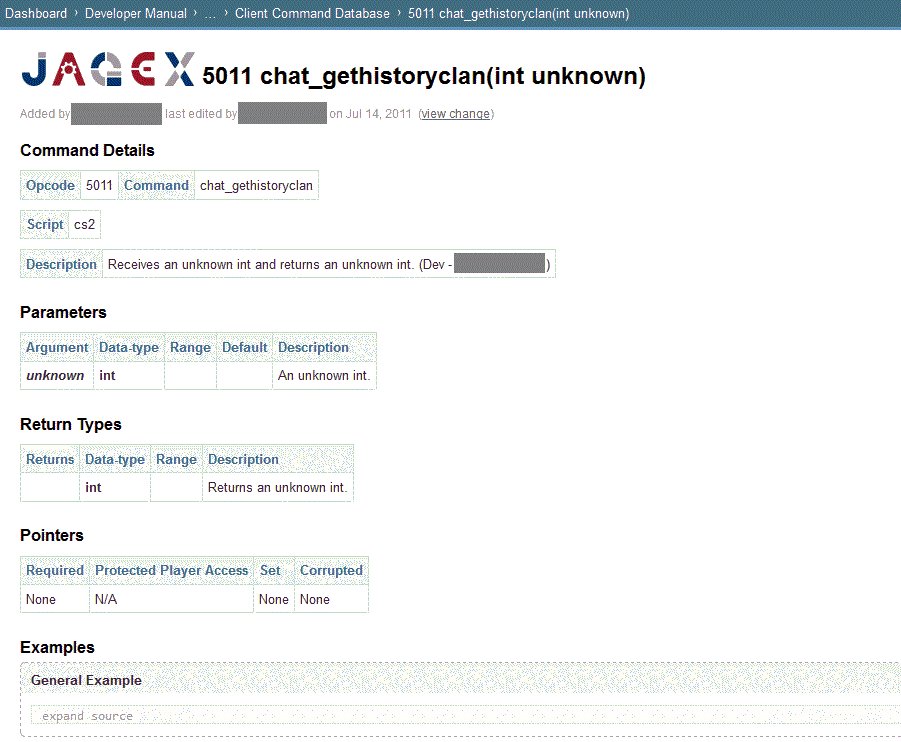 Dashboard › Developer Manual › ... › Client Command Database › 5011 chat_gethistoryclan(int unknown)
JAGEX 5011 chat_gethistoryclan(int unknown)
Added by last edited by on Jul 14, 2011 (view change)
Command Details
Opcode 5011 Command chat_gethistoryclan
Script cs2
Description Receives an unknown int and returns an unknown int. (Dev - )
Parameters
Argument Data-type Range Default Description
unknown int An unknown int.
Return Types
Returns Data-type Range Description
int Returns an unknown int.
Pointers
Required Protected Player Access Set Corrupted
None N/A None None
Examples
General Example
expand source